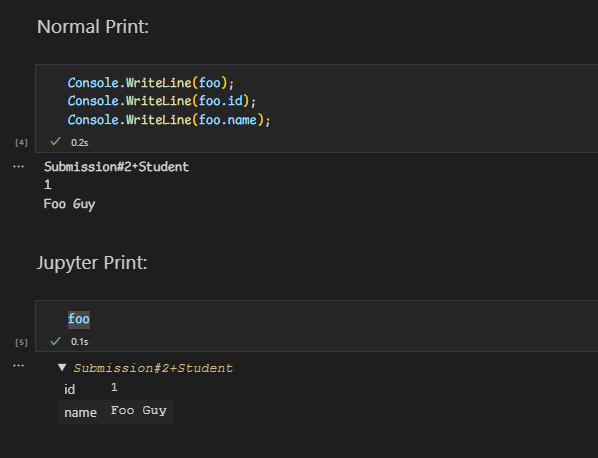 Normal Print:
Console.WriteLine(foo);
Console.WriteLine(foo.id);
Console.WriteLine(foo.name);
[4] ✓ 0.2s
... Submission#2+Student
1
Foo Guy
Jupyter Print:
foo
[5] ✓ 0.1s
... ▼ Submission#2+Student
id 1
name Foo Guy